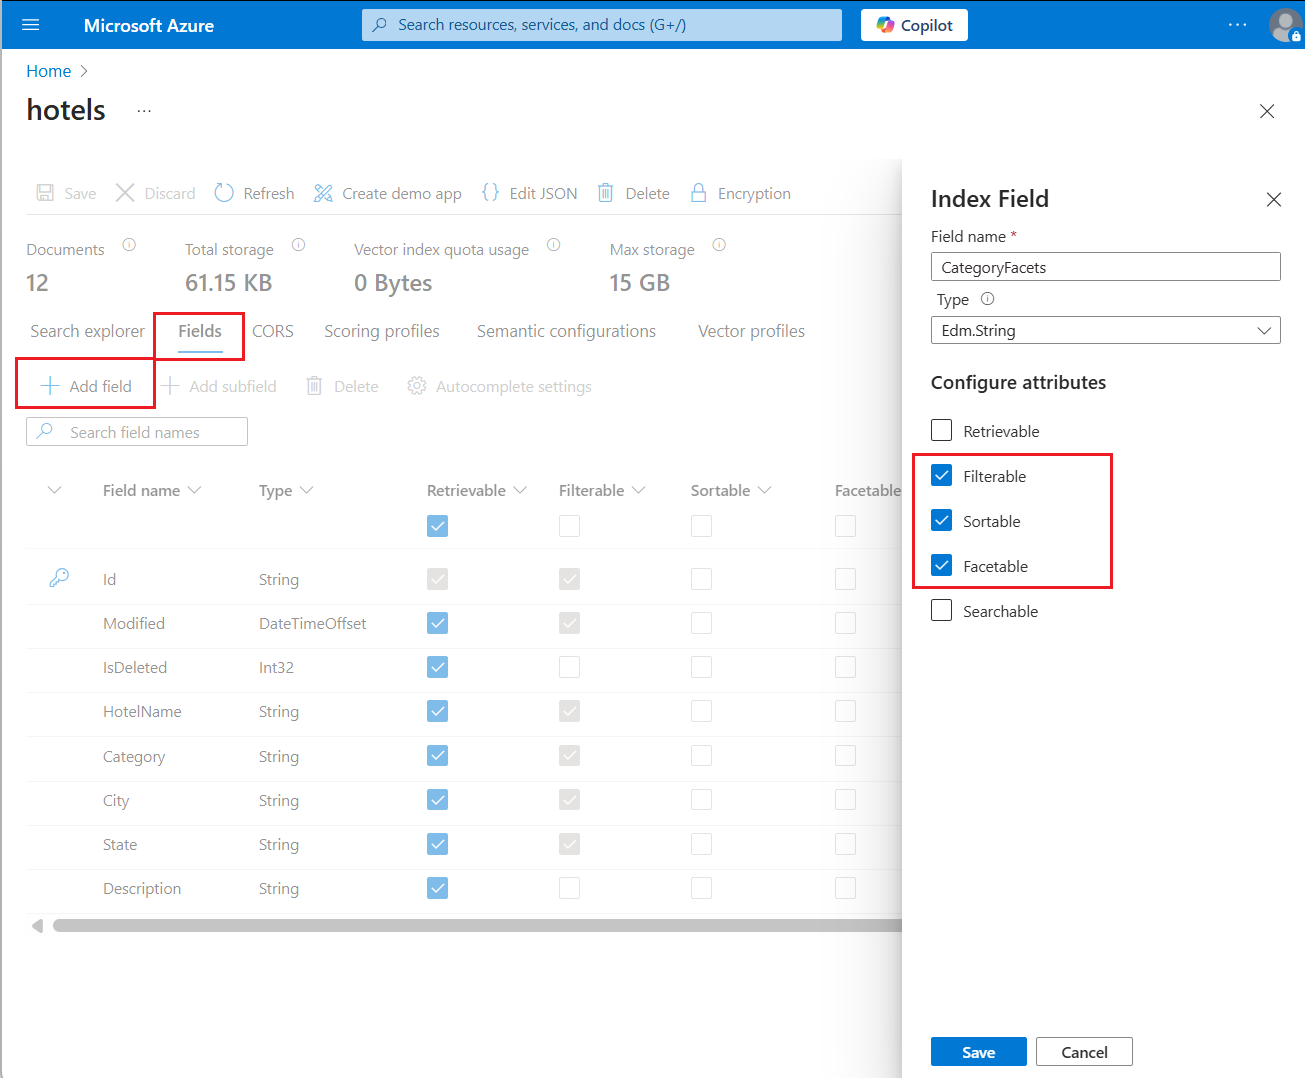 Microsoft Azure
Search resources, services, and docs (G+/)
Copilot
...
Home
hotels
...
Save
Discard
Refresh
Create demo app
Edit JSON
Delete
Encryption
Documents
Total storage
Vector index quota usage
Max storage
12
61.15 KB
0 Bytes
15 GB
Search explorer
Fields
CORS
Scoring profiles
Semantic configurations
Vector profiles
Add field
Add subfield
Delete
Autocomplete settings
Search field names
Field name
Type
Retrievable
Filterable
Sortable
Facetable
Id String
Modified DateTimeOffset
IsDeleted Int32
HotelName String
Category String
City String
State String
Description String
Index Field
Field name *
CategoryFacets
Type
Edm.String
Configure attributes
Retrievable
Filterable
Sortable
Facetable
Searchable
Save
Cancel